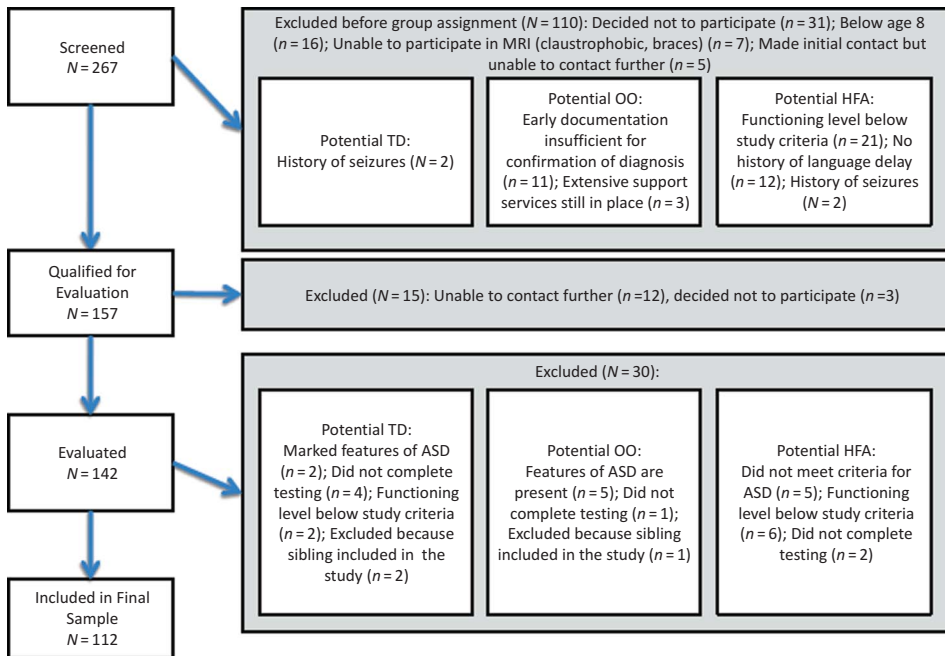 Screened
N = 267
Excluded before group assignment (N = 110): Decided not to participate (n = 31); Below age 8
(n = 16); Unable to participate in MRI (claustrophobic, braces) (n = 7); Made initial contact but
unable to contact further (n = 5)
Potential TD:
History of seizures (N = 2)
Potential OO:
Early documentation
insufficient for
confirmation of diagnosis
(n = 11); Extensive support
services still in place (n = 3)
Potential HFA:
Functioning level below
study criteria (n = 21); No
history of language delay
(n = 12); History of seizures
(N = 2)
Qualified for
Evaluation
N = 157
Excluded (N = 15): Unable to contact further (n =12), decided not to participate (n =3)
Evaluated
N = 142
Excluded (N = 30):
Potential TD:
Marked features of ASD
(n = 2); Did not complete
testing (n = 4); Functioning
level below study criteria
(n = 2); Excluded because
sibling included in the
study (n = 2)
Potential OO:
Features of ASD are
present (n = 5); Did not
complete testing (n = 1);
Excluded because sibling
included in the study (n = 1)
Potential HFA:
Did not meet criteria for
ASD (n = 5); Functioning
level below study criteria
(n = 6); Did not complete
testing (n = 2)
Included in Final
Sample
N = 112